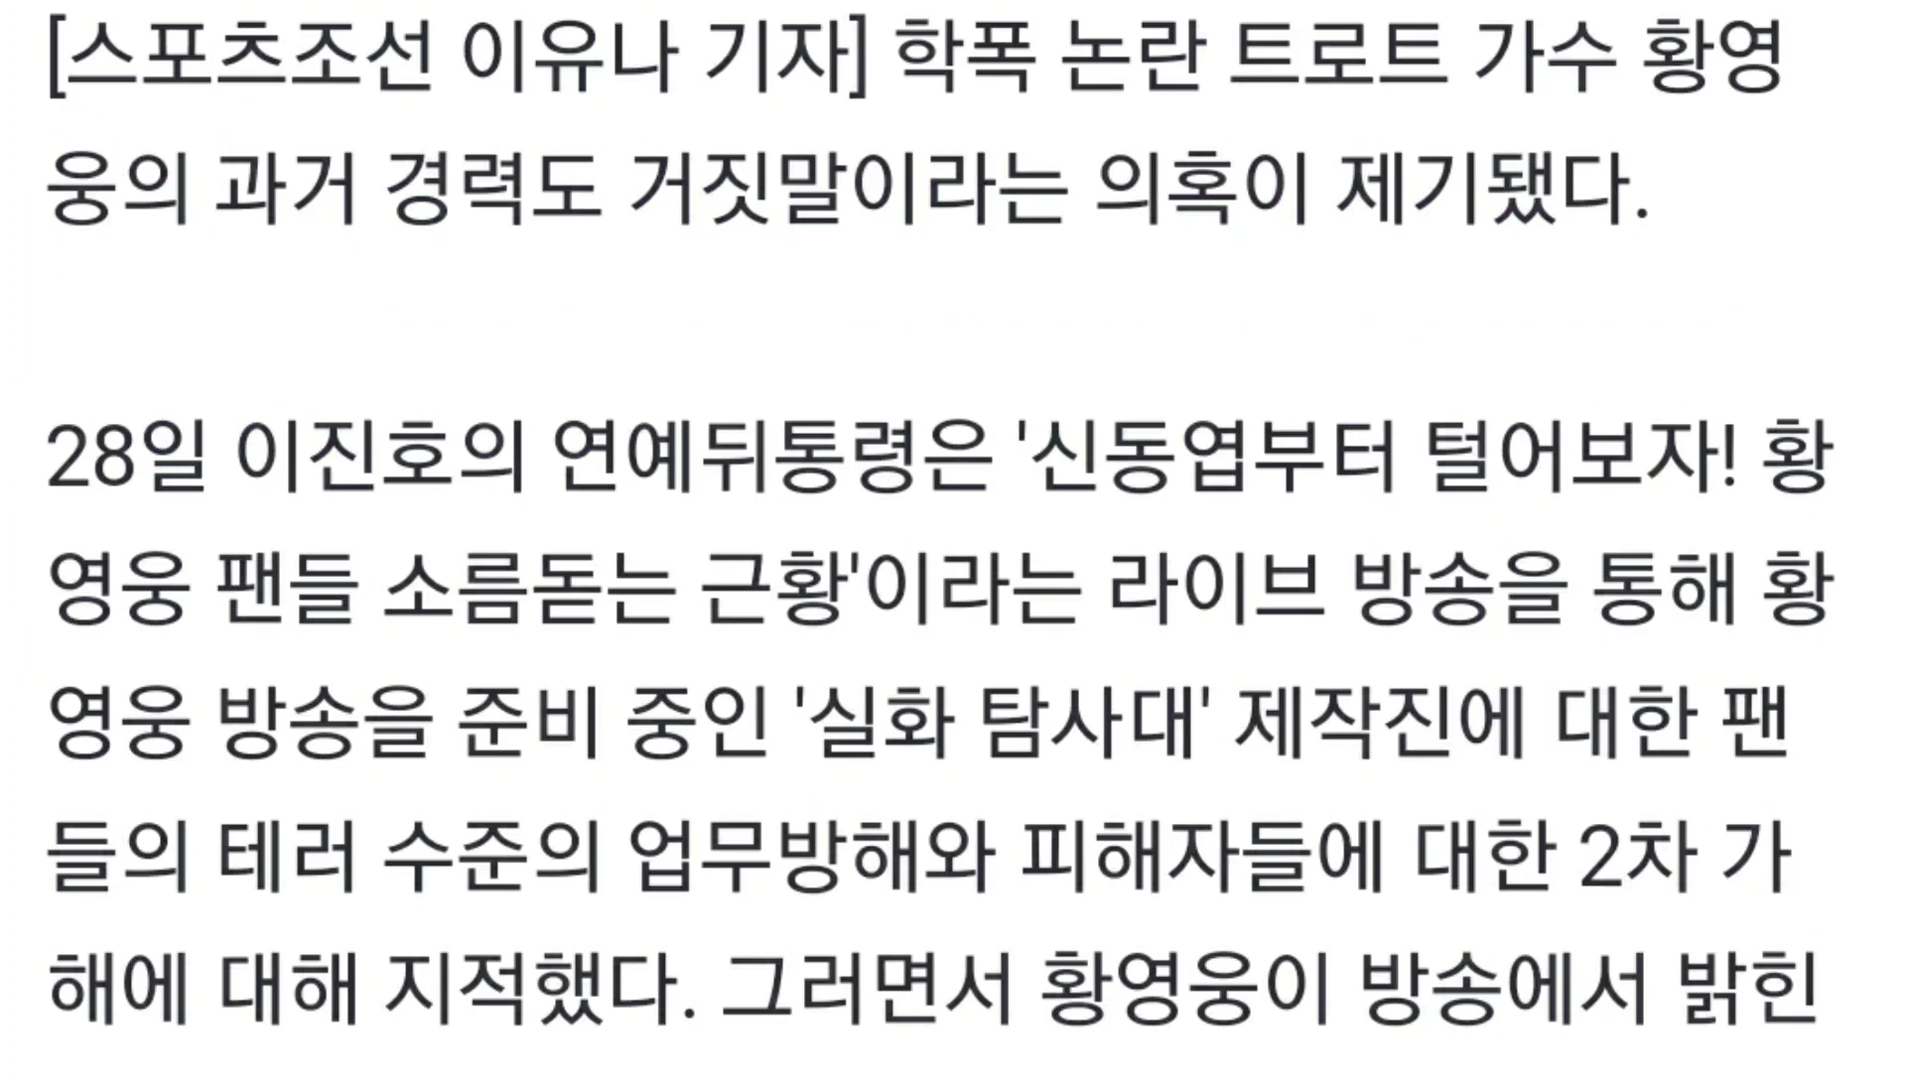 [스포츠조선 이유나 기자] 학폭 논란 트로트 가수 황영
웅의 과거 경력도 거짓말이라는 의혹이 제기됐다.
28일 이진호의 연예뒤통령은 '신동엽부터 털어보자! 황
영웅 팬들 소름돋는 근황'이라는 라이브 방송을 통해 황
영웅 방송을 준비 중인 '실화 탐사대' 제작진에 대한 팬
들의 테러 수준의 업무방해와 피해자들에 대한 2차 가
해에 대해 지적했다. 그러면서 황영웅이 방송에서 밝힌